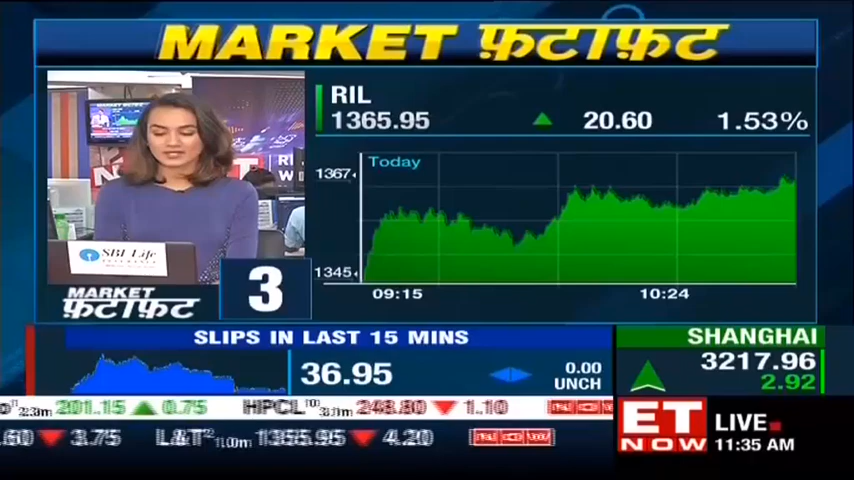 MARKET फ़टाफ़ट
RIL
1365.95 ▲ 20.60 1.53%
Today
1367
1345
09:15 10:24
SBI Life
3
MARKET
फ़टाफ़ट
SLIPS IN LAST 15 MINS
36.95
0.00
UNCH
SHANGHAI
3217.96
2.92
201.15 ▲ 0.75 HPCL 248.80 ▼ 1.10
.60 ▼ 3.75 L&T 1355.95 ▼ 4.20
ET
NOW
LIVE
11:35 AM